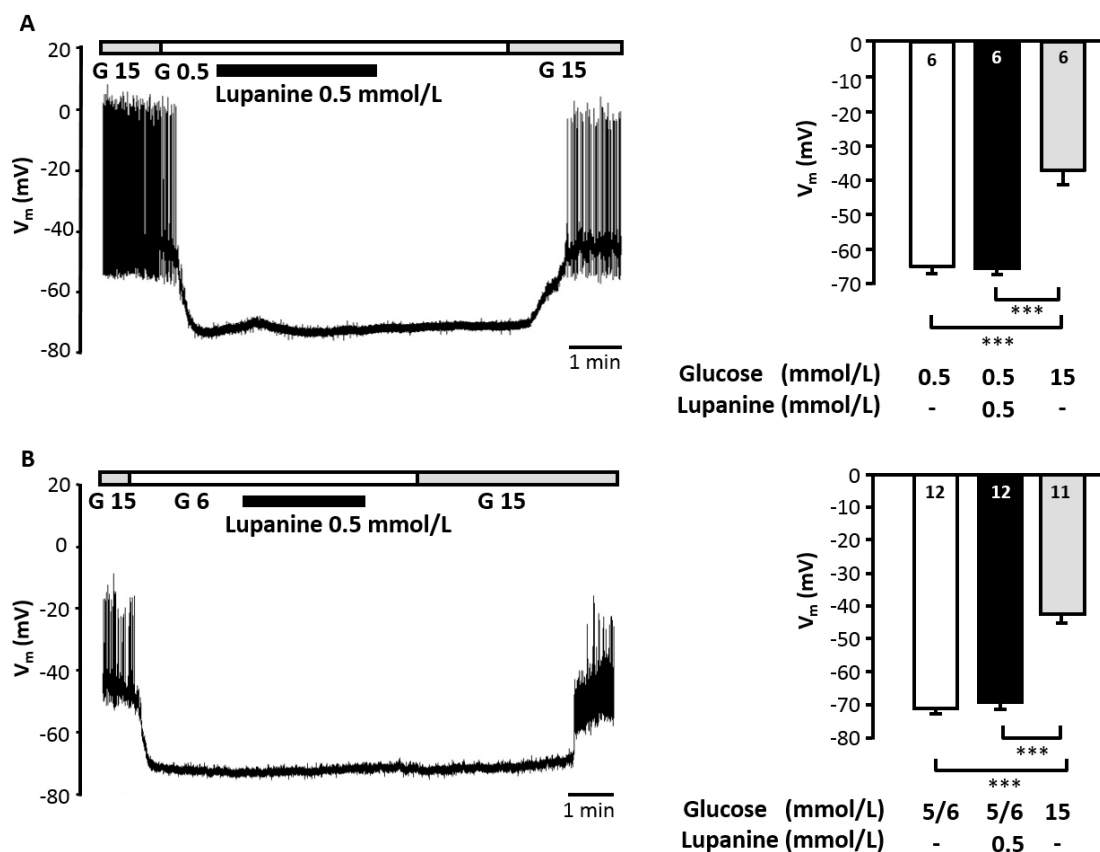 A
20
0
-20
-40
-60
-80
Vm (mV)
G 15 G 0.5 G 15
Lupanine 0.5 mmol/L
1 min
0
-10
-20
-30
-40
-50
-60
-70
Vm (mV)
6 6 6
***
***
Glucose (mmol/L) 0.5 0.5 15
Lupanine (mmol/L) - 0.5 -
B
20
0
-20
-40
-60
-80
Vm (mV)
G 15 G 6 G 15
Lupanine 0.5 mmol/L
1 min
0
-10
-20
-30
-40
-50
-60
-70
-80
Vm (mV)
12 12 11
***
***
Glucose (mmol/L) 5/6 5/6 15
Lupanine (mmol/L) - 0.5 -